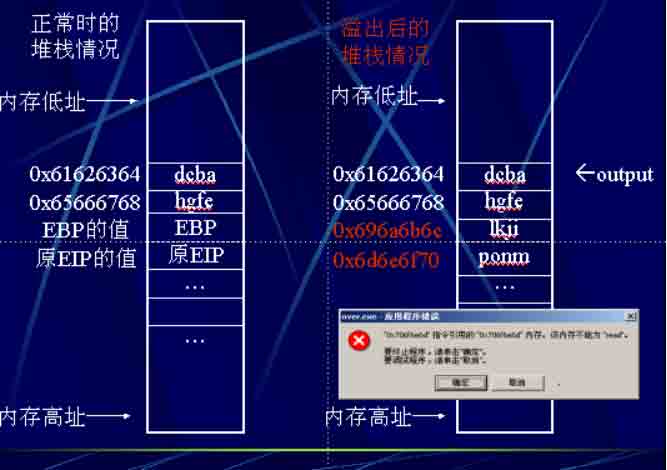 正常时的
堆栈情况
内存低址
0x61626364
dcba
0x65666768
hgfe
EBP的值
EBP
原EIP的值
原EIP
...
...
内存高址
溢出后的
堆栈情况
内存低址
0x61626364
dcba
←output
0x65666768
hgfe
0x696a6b6c
lkji
0x6d6e6f70
ponm
...
over.exe - 应用程序错误
"0x706f6e6d" 指令引用的 "0x706f6e6d" 内存。该内存不能为 "read"。
要终止程序，请单击"确定"。
要调试程序，请单击"取消"。
确定
取消
内存高址